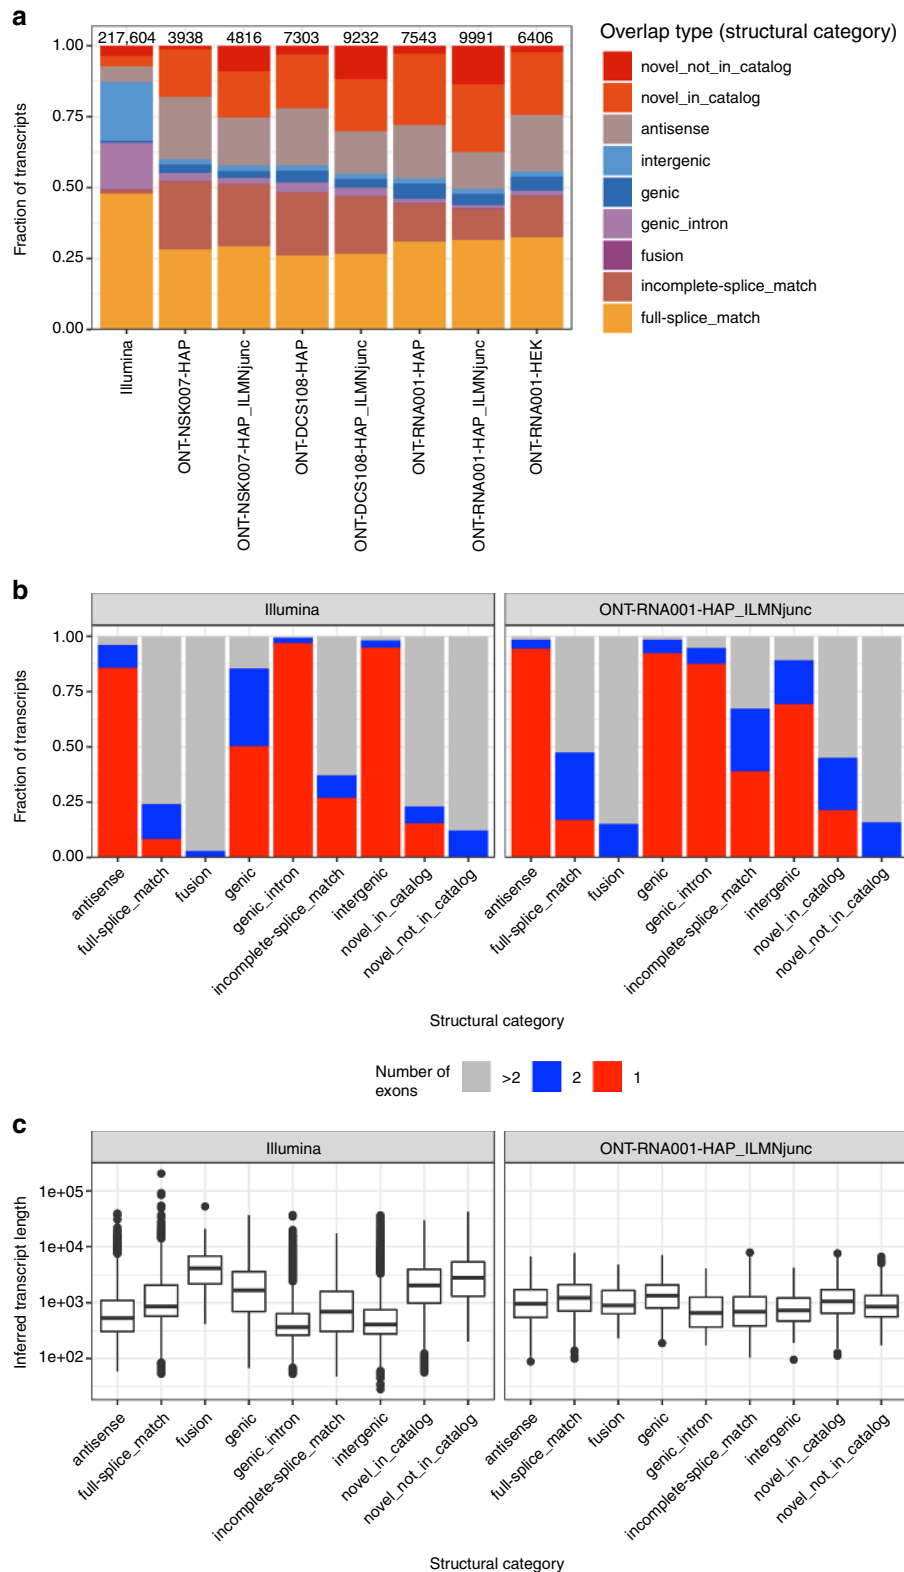 a
217,604 3938 4816 7303 9232 7543 9991 6406
1.00
0.75
0.50
0.25
0.00
Fraction of transcripts
Illumina
ONT-NSK007-HAP
ONT-NSK007-HAP_ILMNjunc
ONT-DCS108-HAP
ONT-DCS108-HAP_ILMNjunc
ONT-RNA001-HAP
ONT-RNA001-HAP_ILMNjunc
ONT-RNA001-HEK
Overlap type (structural category)
novel_not_in_catalog
novel_in_catalog
antisense
intergenic
genic
genic_intron
fusion
incomplete-splice_match
full-splice_match
b
Illumina
ONT-RNA001-HAP_ILMNjunc
1.00
0.75
0.50
0.25
0.00
Fraction of transcripts
antisense
full-splice_match
fusion
genic
genic_intron
incomplete-splice_match
intergenic
novel_in_catalog
novel_not_in_catalog
antisense
full-splice_match
fusion
genic
genic_intron
incomplete-splice_match
intergenic
novel_in_catalog
novel_not_in_catalog
Structural category
Number of
exons
>2
2
1
c
Illumina
ONT-RNA001-HAP_ILMNjunc
1e+05
1e+04
1e+03
1e+02
Inferred transcript length
antisense
full-splice_match
fusion
genic
genic_intron
incomplete-splice_match
intergenic
novel_in_catalog
novel_not_in_catalog
antisense
full-splice_match
fusion
genic
genic_intron
incomplete-splice_match
intergenic
novel_in_catalog
novel_not_in_catalog
Structural category